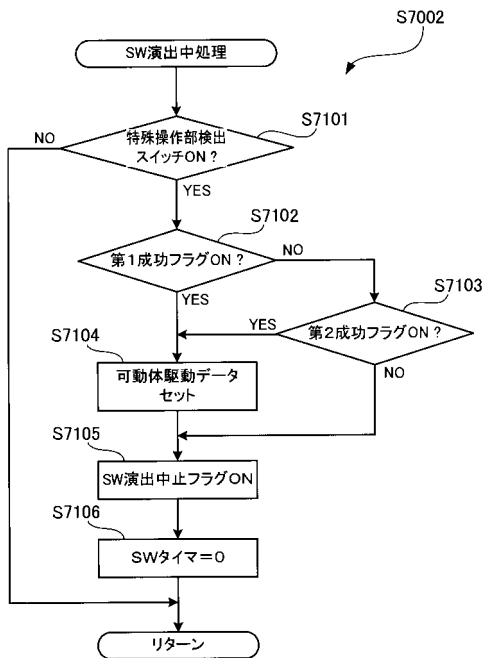 S7002
SW演出中処理
S7101
特殊操作部検出
スイッチON？
NO
YES
S7102
第１成功フラグON？
NO
YES
S7103
第２成功フラグON？
YES
NO
S7104
可動体駆動データ
セット
S7105
SW演出中止フラグON
S7106
SWタイマ＝０
リターン